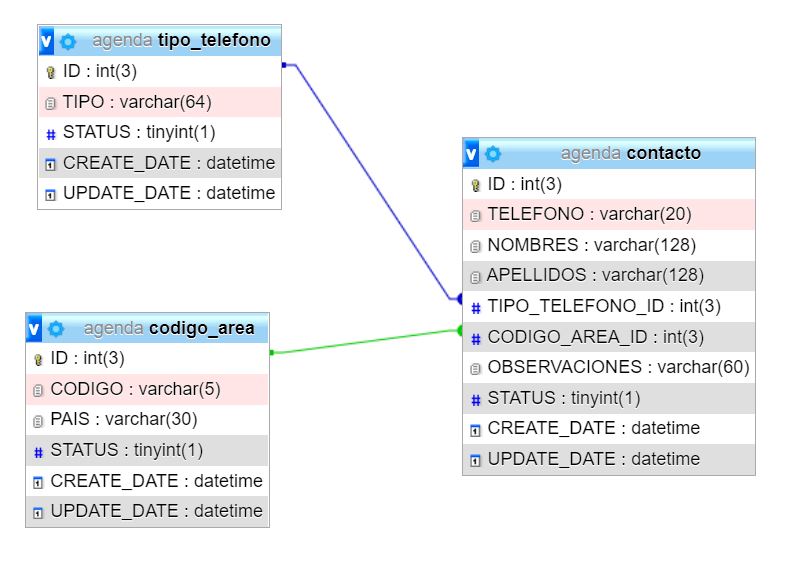 v agenda tipo_telefono
ID : int(3)
TIPO : varchar(64)
# STATUS : tinyint(1)
CREATE_DATE : datetime
UPDATE_DATE : datetime
v agenda contacto
ID : int(3)
TELEFONO : varchar(20)
NOMBRES : varchar(128)
APELLIDOS : varchar(128)
# TIPO_TELEFONO_ID : int(3)
# CODIGO_AREA_ID : int(3)
OBSERVACIONES : varchar(60)
# STATUS : tinyint(1)
CREATE_DATE : datetime
UPDATE_DATE : datetime
v agenda codigo_area
ID : int(3)
CODIGO : varchar(5)
PAIS : varchar(30)
# STATUS : tinyint(1)
CREATE_DATE : datetime
UPDATE_DATE : datetime